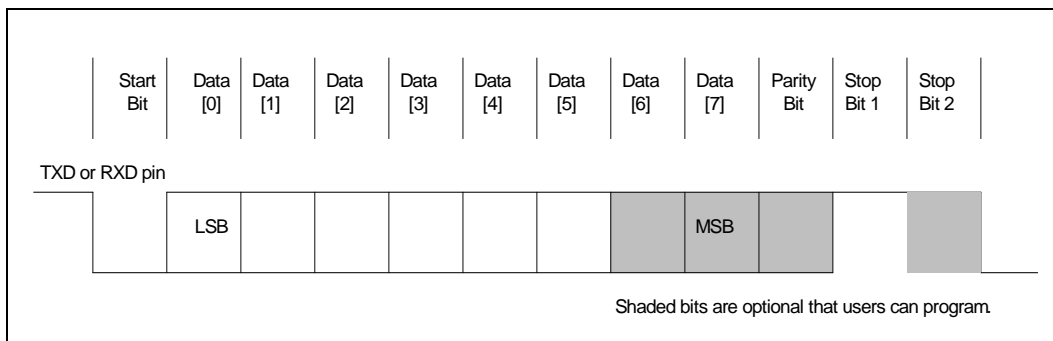 Start Data Data Data Data Data Data Data Data Parity Stop Stop
Bit [0] [1] [2] [3] [4] [5] [6] [7] Bit Bit 1 Bit 2
TXD or RXD pin
LSB MSB
Shaded bits are optional that users can program.